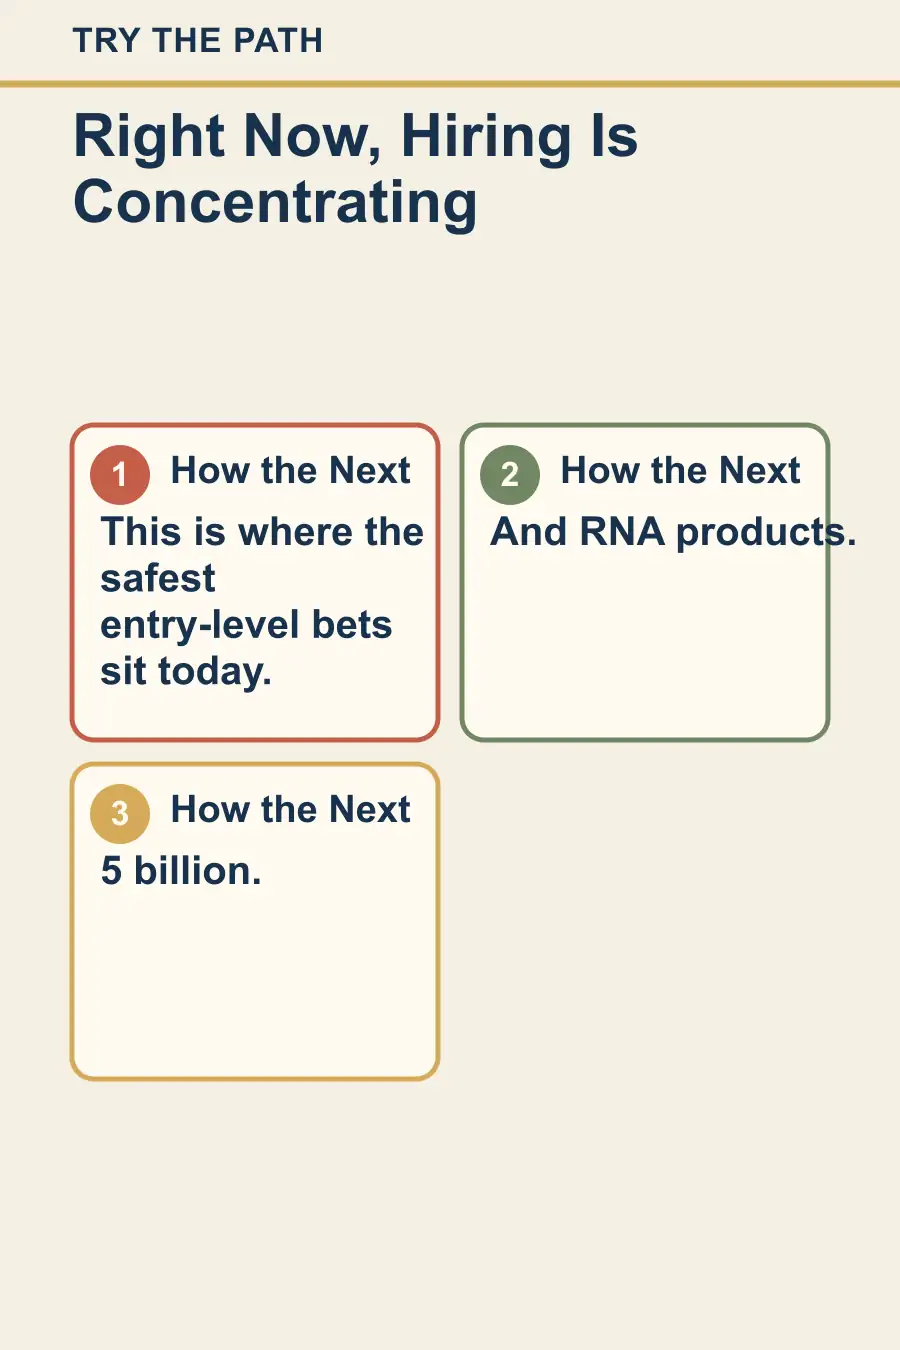 TRY THE PATH
Right Now, Hiring Is
Concentrating
1 How the Next
This is where the
safest
entry-level bets
sit today.
2 How the Next
And RNA products.
3 How the Next
5 billion.